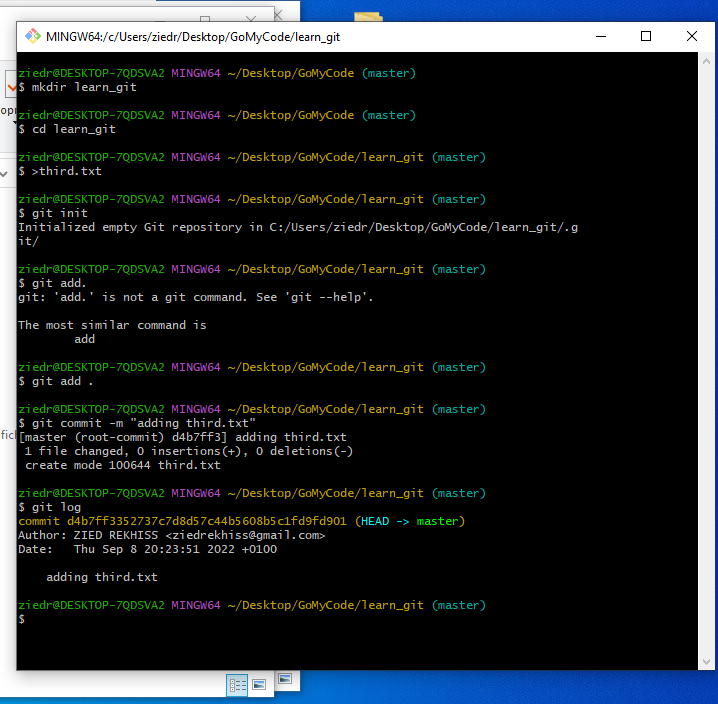 MINGW64:/c/Users/ziedr/Desktop/GoMyCode/learn_git
ziedr@DESKTOP-7QDSVA2 MINGW64 ~/Desktop/GoMyCode (master)
$ mkdir learn_git
ziedr@DESKTOP-7QDSVA2 MINGW64 ~/Desktop/GoMyCode (master)
$ cd learn_git
ziedr@DESKTOP-7QDSVA2 MINGW64 ~/Desktop/GoMyCode/learn_git (master)
$ >third.txt
ziedr@DESKTOP-7QDSVA2 MINGW64 ~/Desktop/GoMyCode/learn_git (master)
$ git init
Initialized empty Git repository in C:/Users/ziedr/Desktop/GoMyCode/learn_git/.g
it/
ziedr@DESKTOP-7QDSVA2 MINGW64 ~/Desktop/GoMyCode/learn_git (master)
$ git add.
git: 'add.' is not a git command. See 'git --help'.
The most similar command is
add
ziedr@DESKTOP-7QDSVA2 MINGW64 ~/Desktop/GoMyCode/learn_git (master)
$ git add .
ziedr@DESKTOP-7QDSVA2 MINGW64 ~/Desktop/GoMyCode/learn_git (master)
$ git commit -m "adding third.txt"
[master (root-commit) d4b7ff3] adding third.txt
1 file changed, 0 insertions(+), 0 deletions(-)
create mode 100644 third.txt
ziedr@DESKTOP-7QDSVA2 MINGW64 ~/Desktop/GoMyCode/learn_git (master)
$ git log
commit d4b7ff3352737c7d8d57c44b5608b5c1fd9fd901 (HEAD -> master)
Author: ZIED REKHISS <ziedrekhiss@gmail.com>
Date:   Thu Sep 8 20:23:51 2022 +0100
adding third.txt
ziedr@DESKTOP-7QDSVA2 MINGW64 ~/Desktop/GoMyCode/learn_git (master)
$